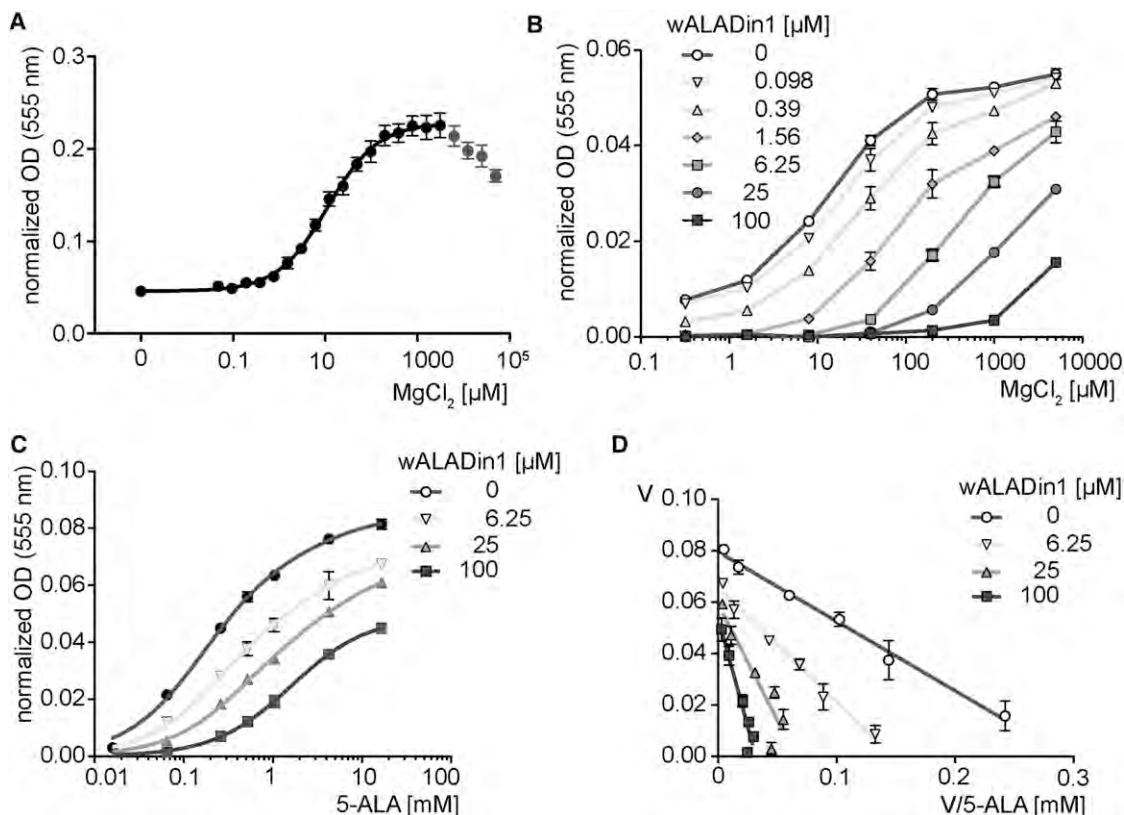 A
normalized OD (555 nm)
0.3
0.2
0.1
0.0
0 0.1 10 1000 10⁵
MgCl₂ [µM]
B
wALADin1 [µM]
0
0.098
0.39
1.56
6.25
25
100
normalized OD (555 nm)
0.06
0.04
0.02
0.00
0.1 1 10 100 1000 10000
MgCl₂ [µM]
C
wALADin1 [µM]
0
6.25
25
100
normalized OD (555 nm)
0.10
0.08
0.06
0.04
0.02
0.00
0.01 0.1 1 10 100
5-ALA [mM]
D
V
wALADin1 [µM]
0
6.25
25
100
0.10
0.08
0.06
0.04
0.02
0.00
0 0.1 0.2 0.3
V/5-ALA [mM]